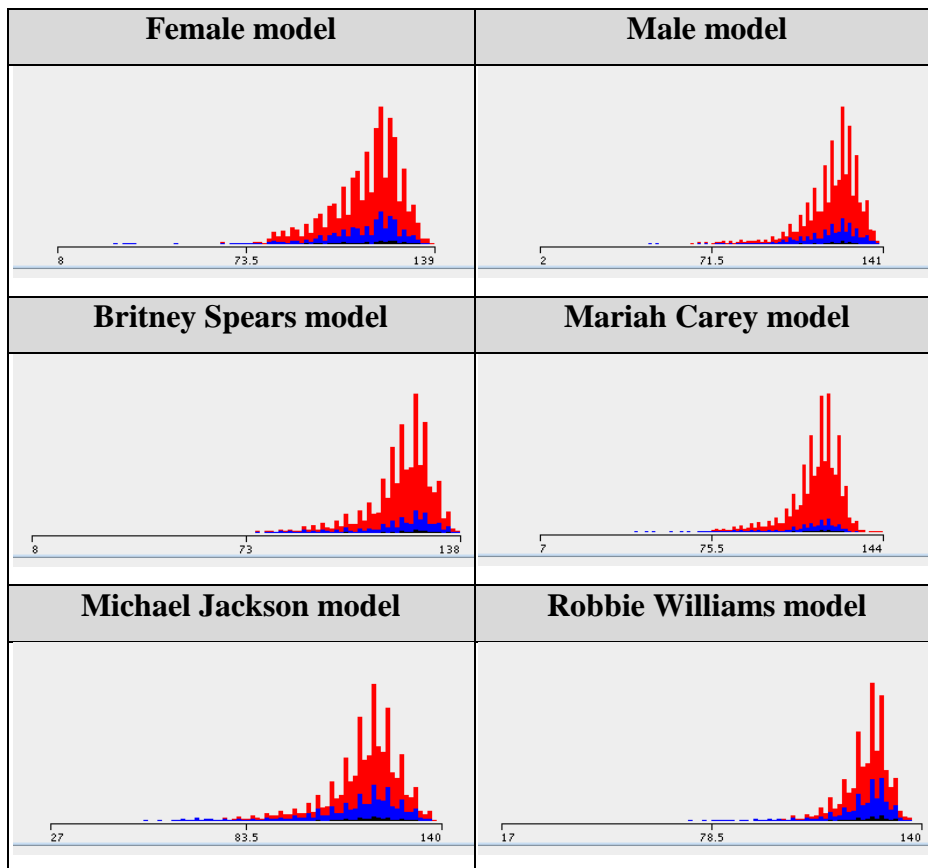 Female model
Male model
8 73.5 139
2 71.5 141
Britney Spears model
Mariah Carey model
8 73 138
7 75.5 144
Michael Jackson model
Robbie Williams model
27 83.5 140
17 78.5 140